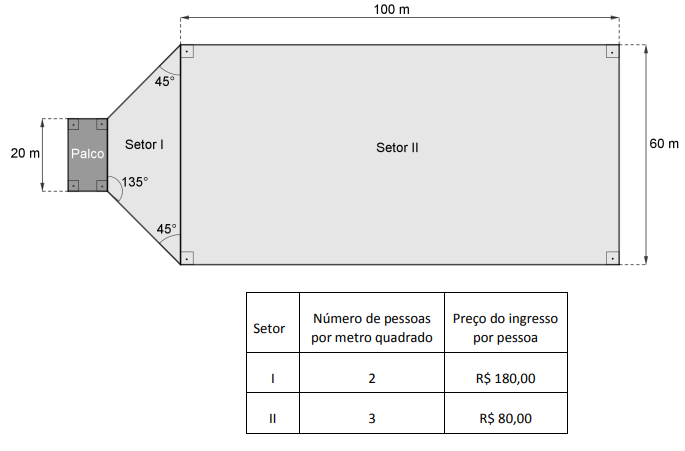 100 m
45°
20 m
Palco
Setor I
Setor II
60 m
135°
45°
Setor
Número de pessoas
por metro quadrado
Preço do ingresso
por pessoa
I
2
R$ 180,00
II
3
R$ 80,00